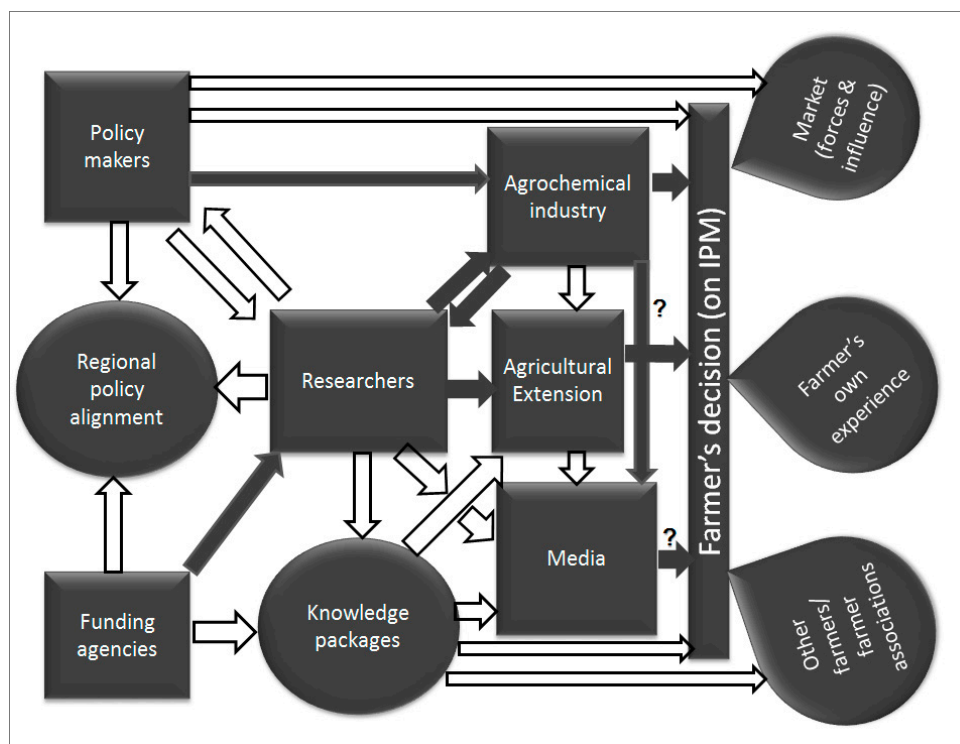 Policy
makers
Market
(forces &
influence)
Agrochemical
industry
?
Regional
policy
alignment
Researchers
Agricultural
Extension
Farmer's decision (on IPM)
Farmer's
own
experience
?
Media
Funding
agencies
Knowledge
packages
Other
farmers/
farmer
associations